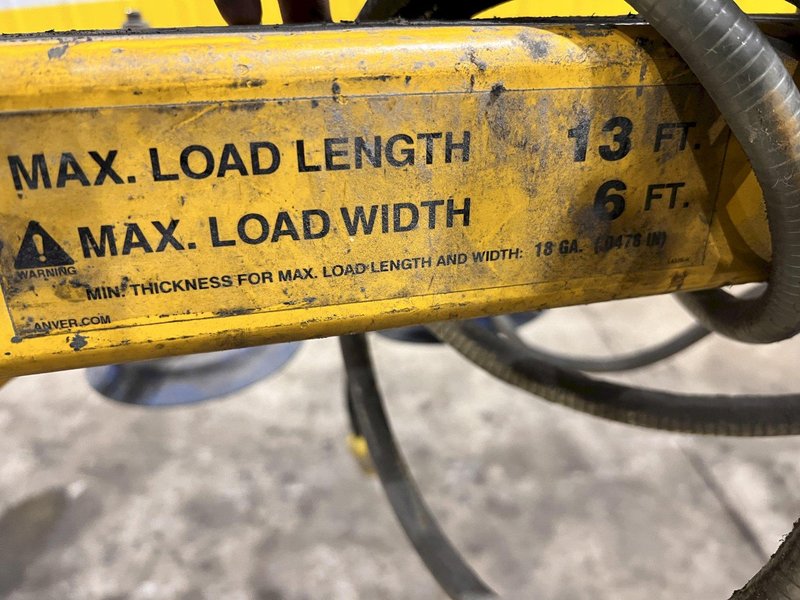 MAX. LOAD LENGTH 13 FT.
MAX. LOAD WIDTH 6 FT.
WARNING
MIN. THICKNESS FOR MAX. LOAD LENGTH AND WIDTH: 18 GA. (.0478 IN)
ANVER.COM